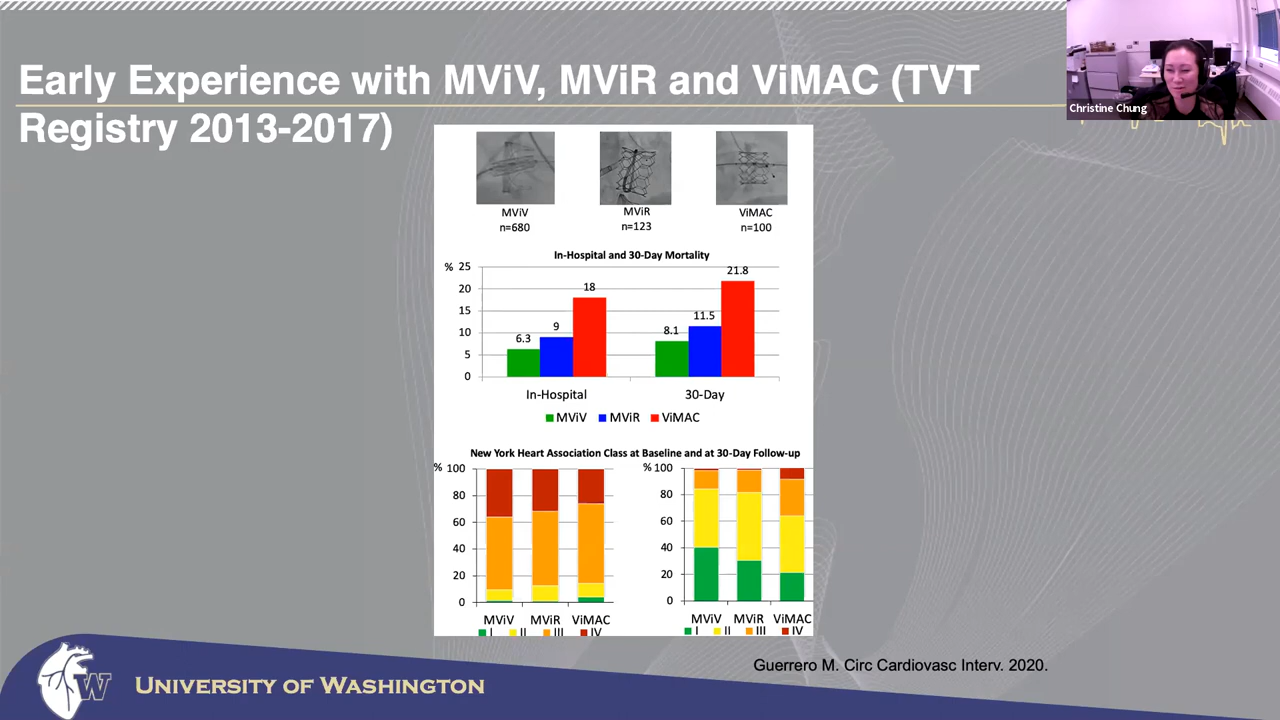 Early Experience with MViV, MViR and ViMAC (TVT
Registry 2013-2017)
Christine Chung
MViV
n=680
MViR
n=123
ViMAC
n=100
In-Hospital and 30-Day Mortality
%
25
20
15
10
5
0
6.3
9
18
8.1
11.5
21.8
In-Hospital
30-Day
MViV MViR ViMAC
New York Heart Association Class at Baseline and at 30-Day Follow-up
% 100
80
60
40
20
0
MViV MViR ViMAC
I II III IV
% 100
80
60
40
20
0
MViV MViR ViMAC
I II III IV
Guerrero M. Circ Cardiovasc Interv. 2020.
W
UNIVERSITY OF WASHINGTON